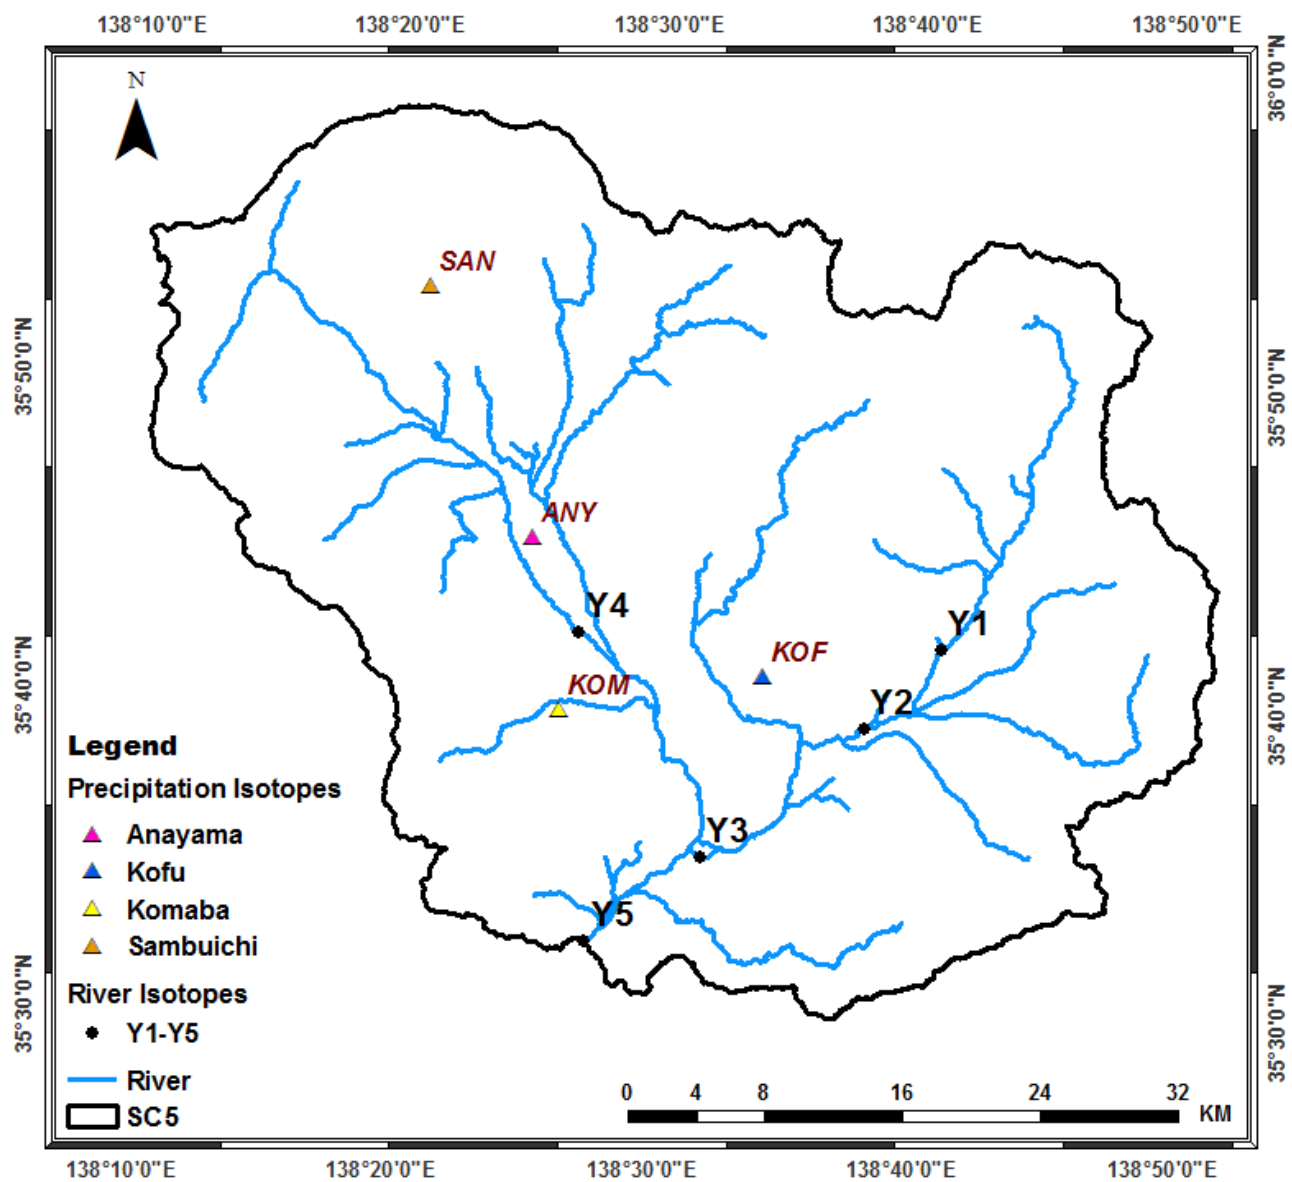 138°10'0"E 138°20'0"E 138°30'0"E 138°40'0"E 138°50'0"E
36°0'0"N
N
SAN
35°50'0"N
35°50'0"N
ANY
Y4
Y1
KOF
KOM
Y2
35°40'0"N
35°40'0"N
Legend
Precipitation Isotopes
Anayama
Kofu
Komaba
Sambuichi
River Isotopes
Y1-Y5
River
SC5
Y3
Y5
35°30'0"N
35°30'0"N
0 4 8 16 24 32
KM
138°10'0"E 138°20'0"E 138°30'0"E 138°40'0"E 138°50'0"E